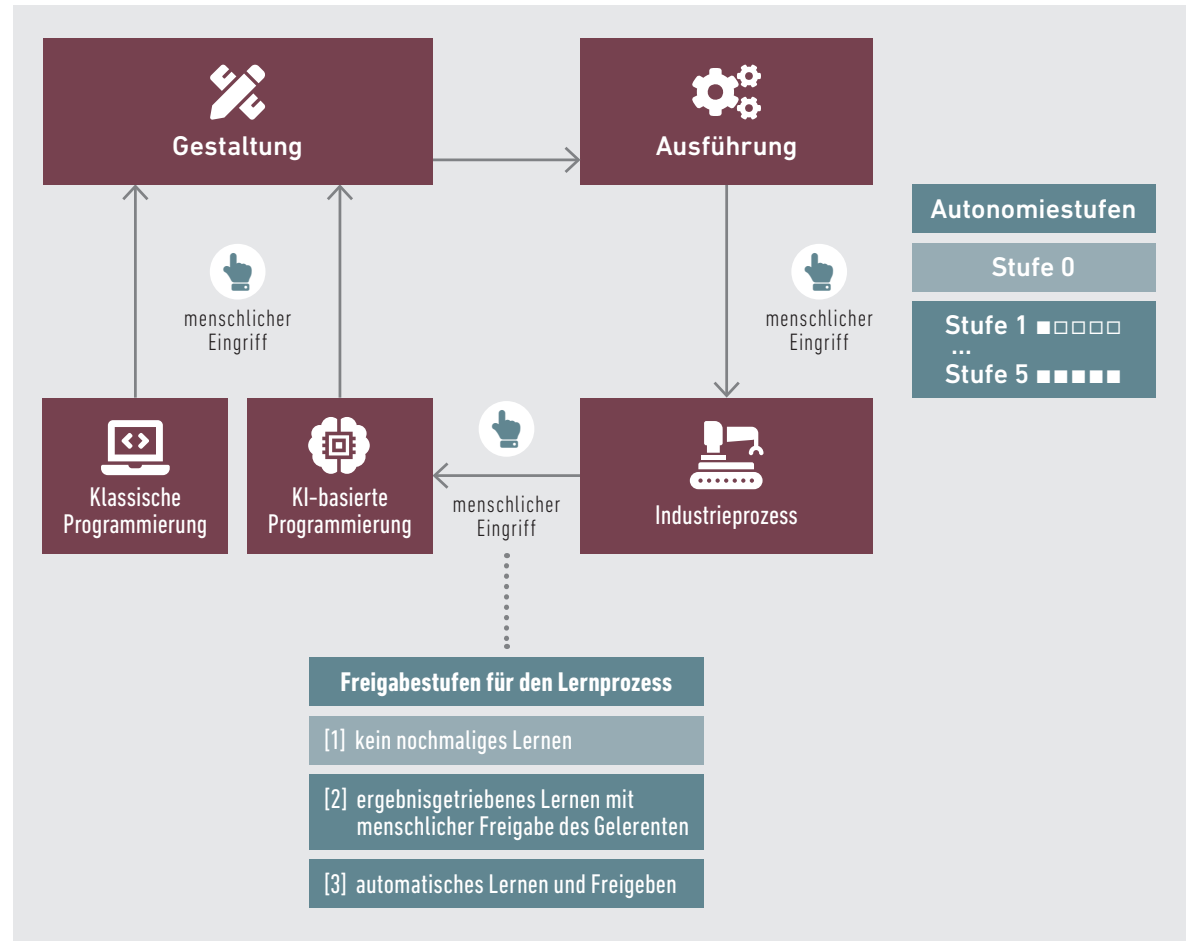 Gestaltung
Ausführung
Autonomiestufen
Stufe 0
Stufe 1 ■□□□□
...
Stufe 5 ■■■■■
menschlicher
Eingriff
menschlicher
Eingriff
Klassische
Programmierung
KI-basierte
Programmierung
menschlicher
Eingriff
Industrieprozess
Freigabestufen für den Lernprozess
[1] kein nochmaliges Lernen
[2] ergebnisgetriebenes Lernen mit
menschlicher Freigabe des Gelerenten
[3] automatisches Lernen und Freigeben